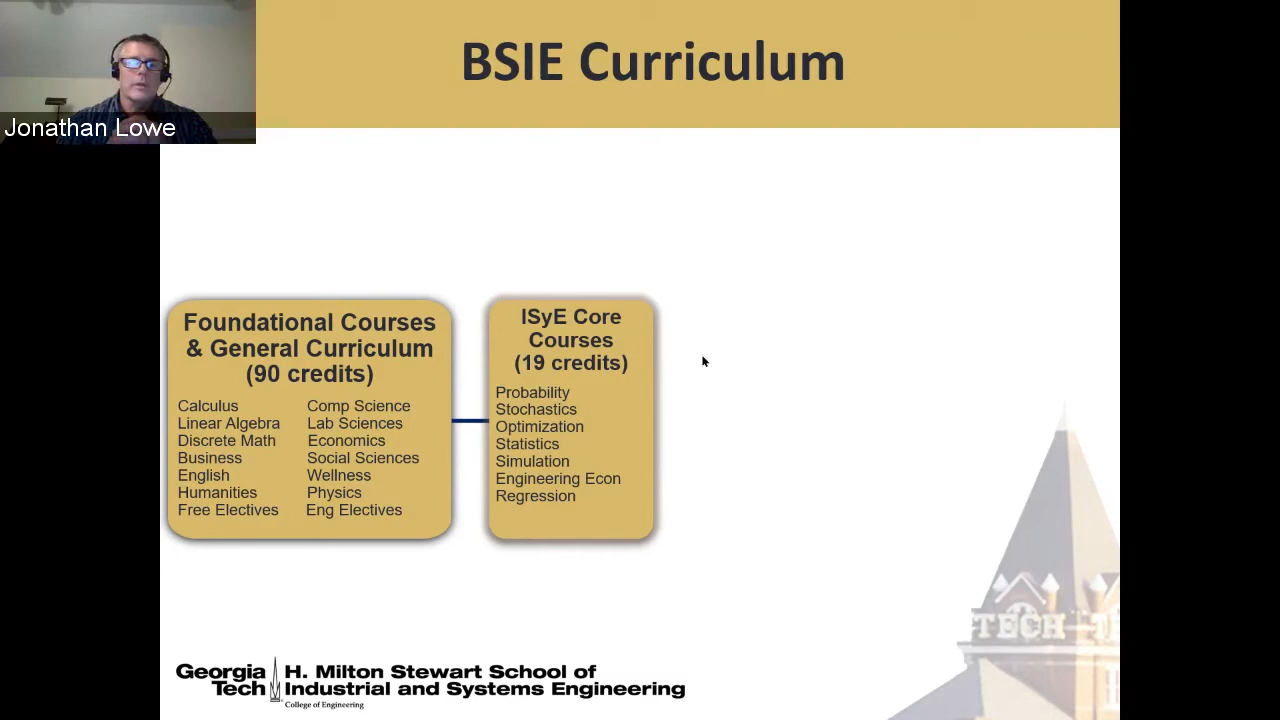 BSIE Curriculum
Jonathan Lowe
Foundational Courses
& General Curriculum
(90 credits)
Calculus
Linear Algebra
Discrete Math
Business
English
Humanities
Free Electives
Comp Science
Lab Sciences
Economics
Social Sciences
Wellness
Physics
Eng Electives
ISyE Core
Courses
(19 credits)
Probability
Stochastics
Optimization
Statistics
Simulation
Engineering Econ
Regression
TECH
Georgia
Tech
H. Milton Stewart School of
Industrial and Systems Engineering
College of Engineering